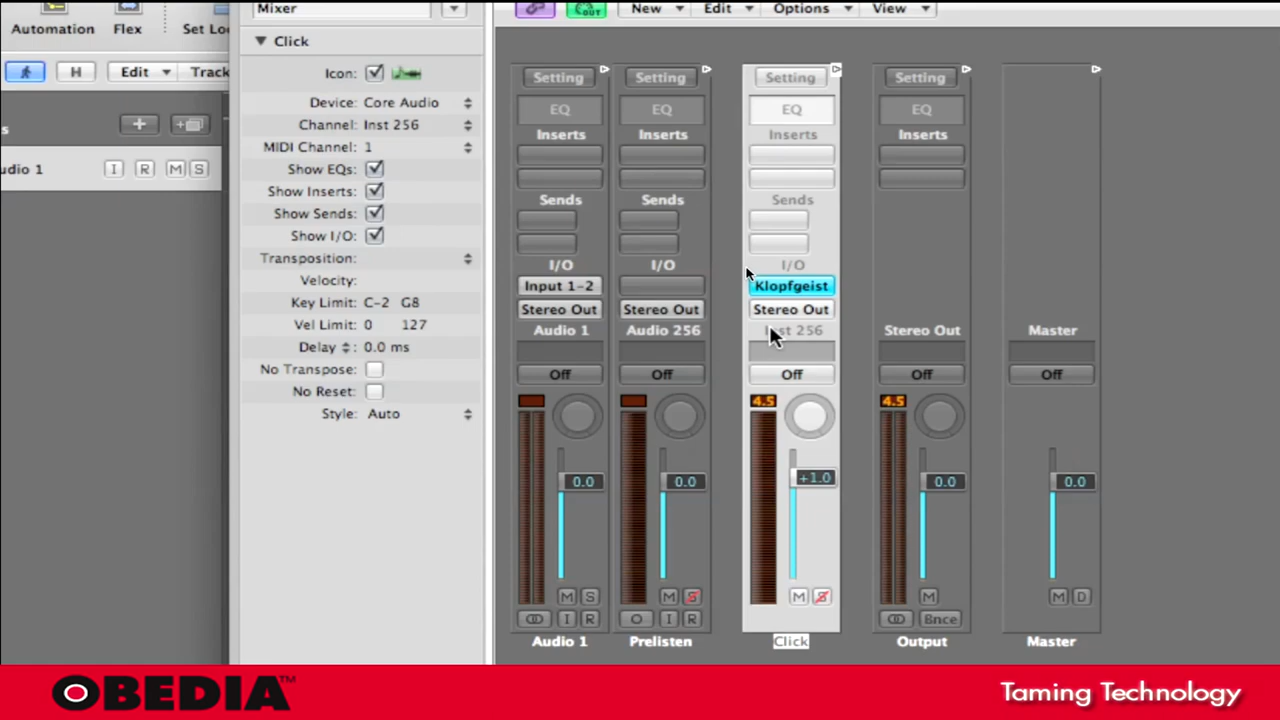 Automation Flex Set Lo
Mixer
New Edit Options View
Click
H Edit Track
Icon:
Device: Core Audio
Channel: Inst 256
MIDI Channel: 1
Show EQs:
Show Inserts:
Show Sends:
Show I/O:
Transposition:
Velocity:
Key Limit: C-2 G8
Vel Limit: 0 127
Delay: 0.0 ms
No Transpose:
No Reset:
Style: Auto
s
udio 1 I R M S
Setting Setting Setting Setting
EQ EQ EQ EQ
Inserts Inserts Inserts Inserts
Sends Sends Sends
I/O I/O I/O
Input 1-2 Klopfgeist
Stereo Out Stereo Out Stereo Out
Audio 1 Audio 256 Inst 256 Stereo Out Master
Off Off Off Off Off
4.5 4.5
0.0 0.0 +1.0 0.0 0.0
M S M S M S M M D
I R I R Bnce
Audio 1 Prelisten Click Output Master
OBEDIA™ Taming Technology